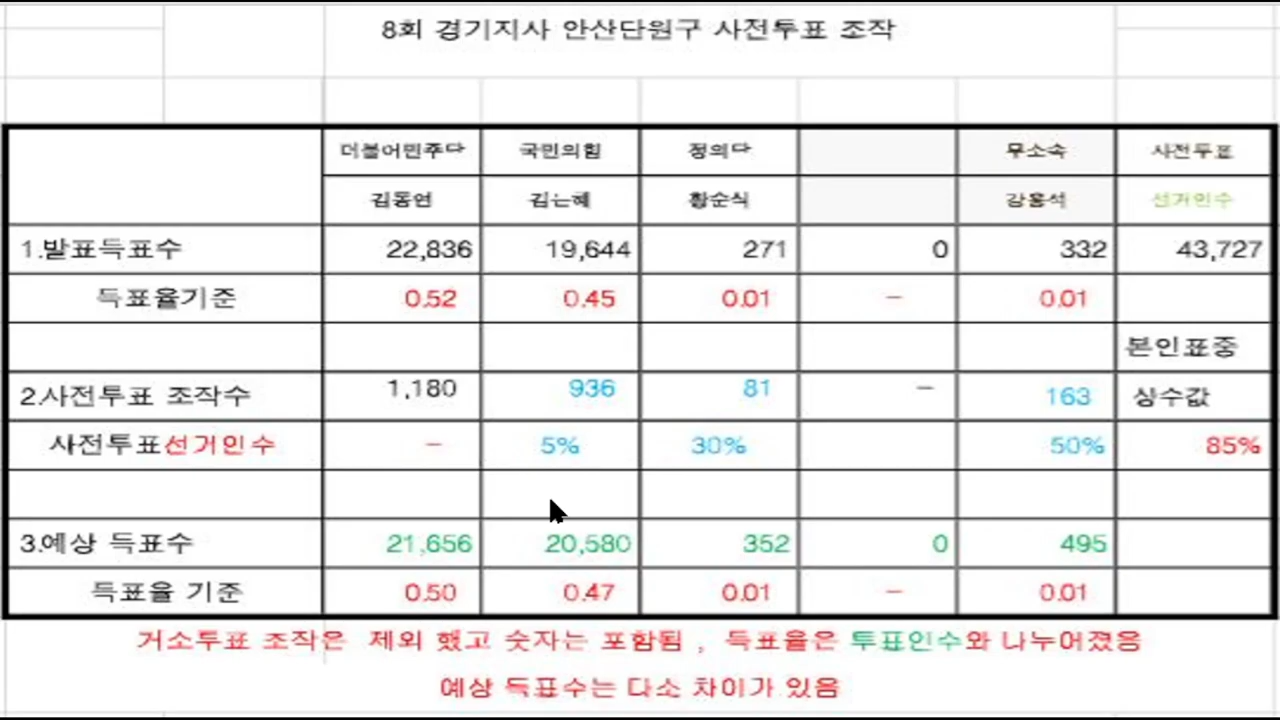 8회 경기지사 안산단원구 사전투표 조작
더불어민주다 국민의힘 정의다 무소속 사전투표
김동연 김은혜 황순식 강용석 선거인수
1.발표득표수 22,836 19,644 271 0 332 43,727
득표율기준 0.52 0.45 0.01 – 0.01
본인표중
2.사전투표 조작수 1,180 936 81 – 163 상수값
사전투표선거인수 – 5% 30% 50% 85%
3.예상 득표수 21,656 20,580 352 0 495
득표율 기준 0.50 0.47 0.01 – 0.01
거소투표 조작은 제외 했고 숫자는 포함됨 , 득표율은 투표인수와 나누어졌음
예상 득표수는 다소 차이가 있음